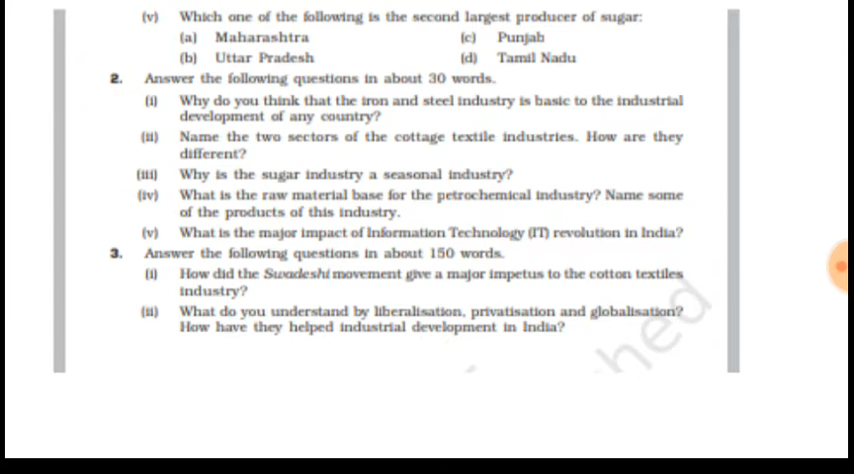 (v) Which one of the following is the second largest producer of sugar:
(a) Maharashtra (c) Punjab
(b) Uttar Pradesh (d) Tamil Nadu
2. Answer the following questions in about 30 words.
(i) Why do you think that the iron and steel industry is basic to the industrial
development of any country?
(ii) Name the two sectors of the cottage textile industries. How are they
different?
(iii) Why is the sugar industry a seasonal industry?
(iv) What is the raw material base for the petrochemical industry? Name some
of the products of this industry.
(v) What is the major impact of Information Technology (IT) revolution in India?
3. Answer the following questions in about 150 words.
(i) How did the Swadeshi movement give a major impetus to the cotton textiles
industry?
(ii) What do you understand by liberalisation, privatisation and globalisation?
How have they helped industrial development in India?
hed